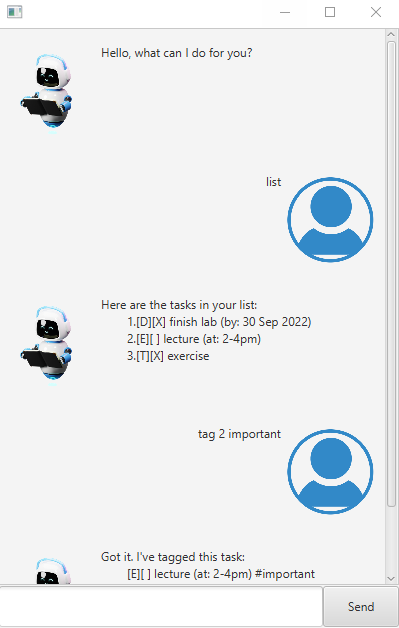 Hello, what can I do for you?
list
Here are the tasks in your list:
1.[D][X] finish lab (by: 30 Sep 2022)
2.[E][ ] lecture (at: 2-4pm)
3.[T][X] exercise
tag 2 important
Got it. I've tagged this task:
[E][ ] lecture (at: 2-4pm) #important
Send